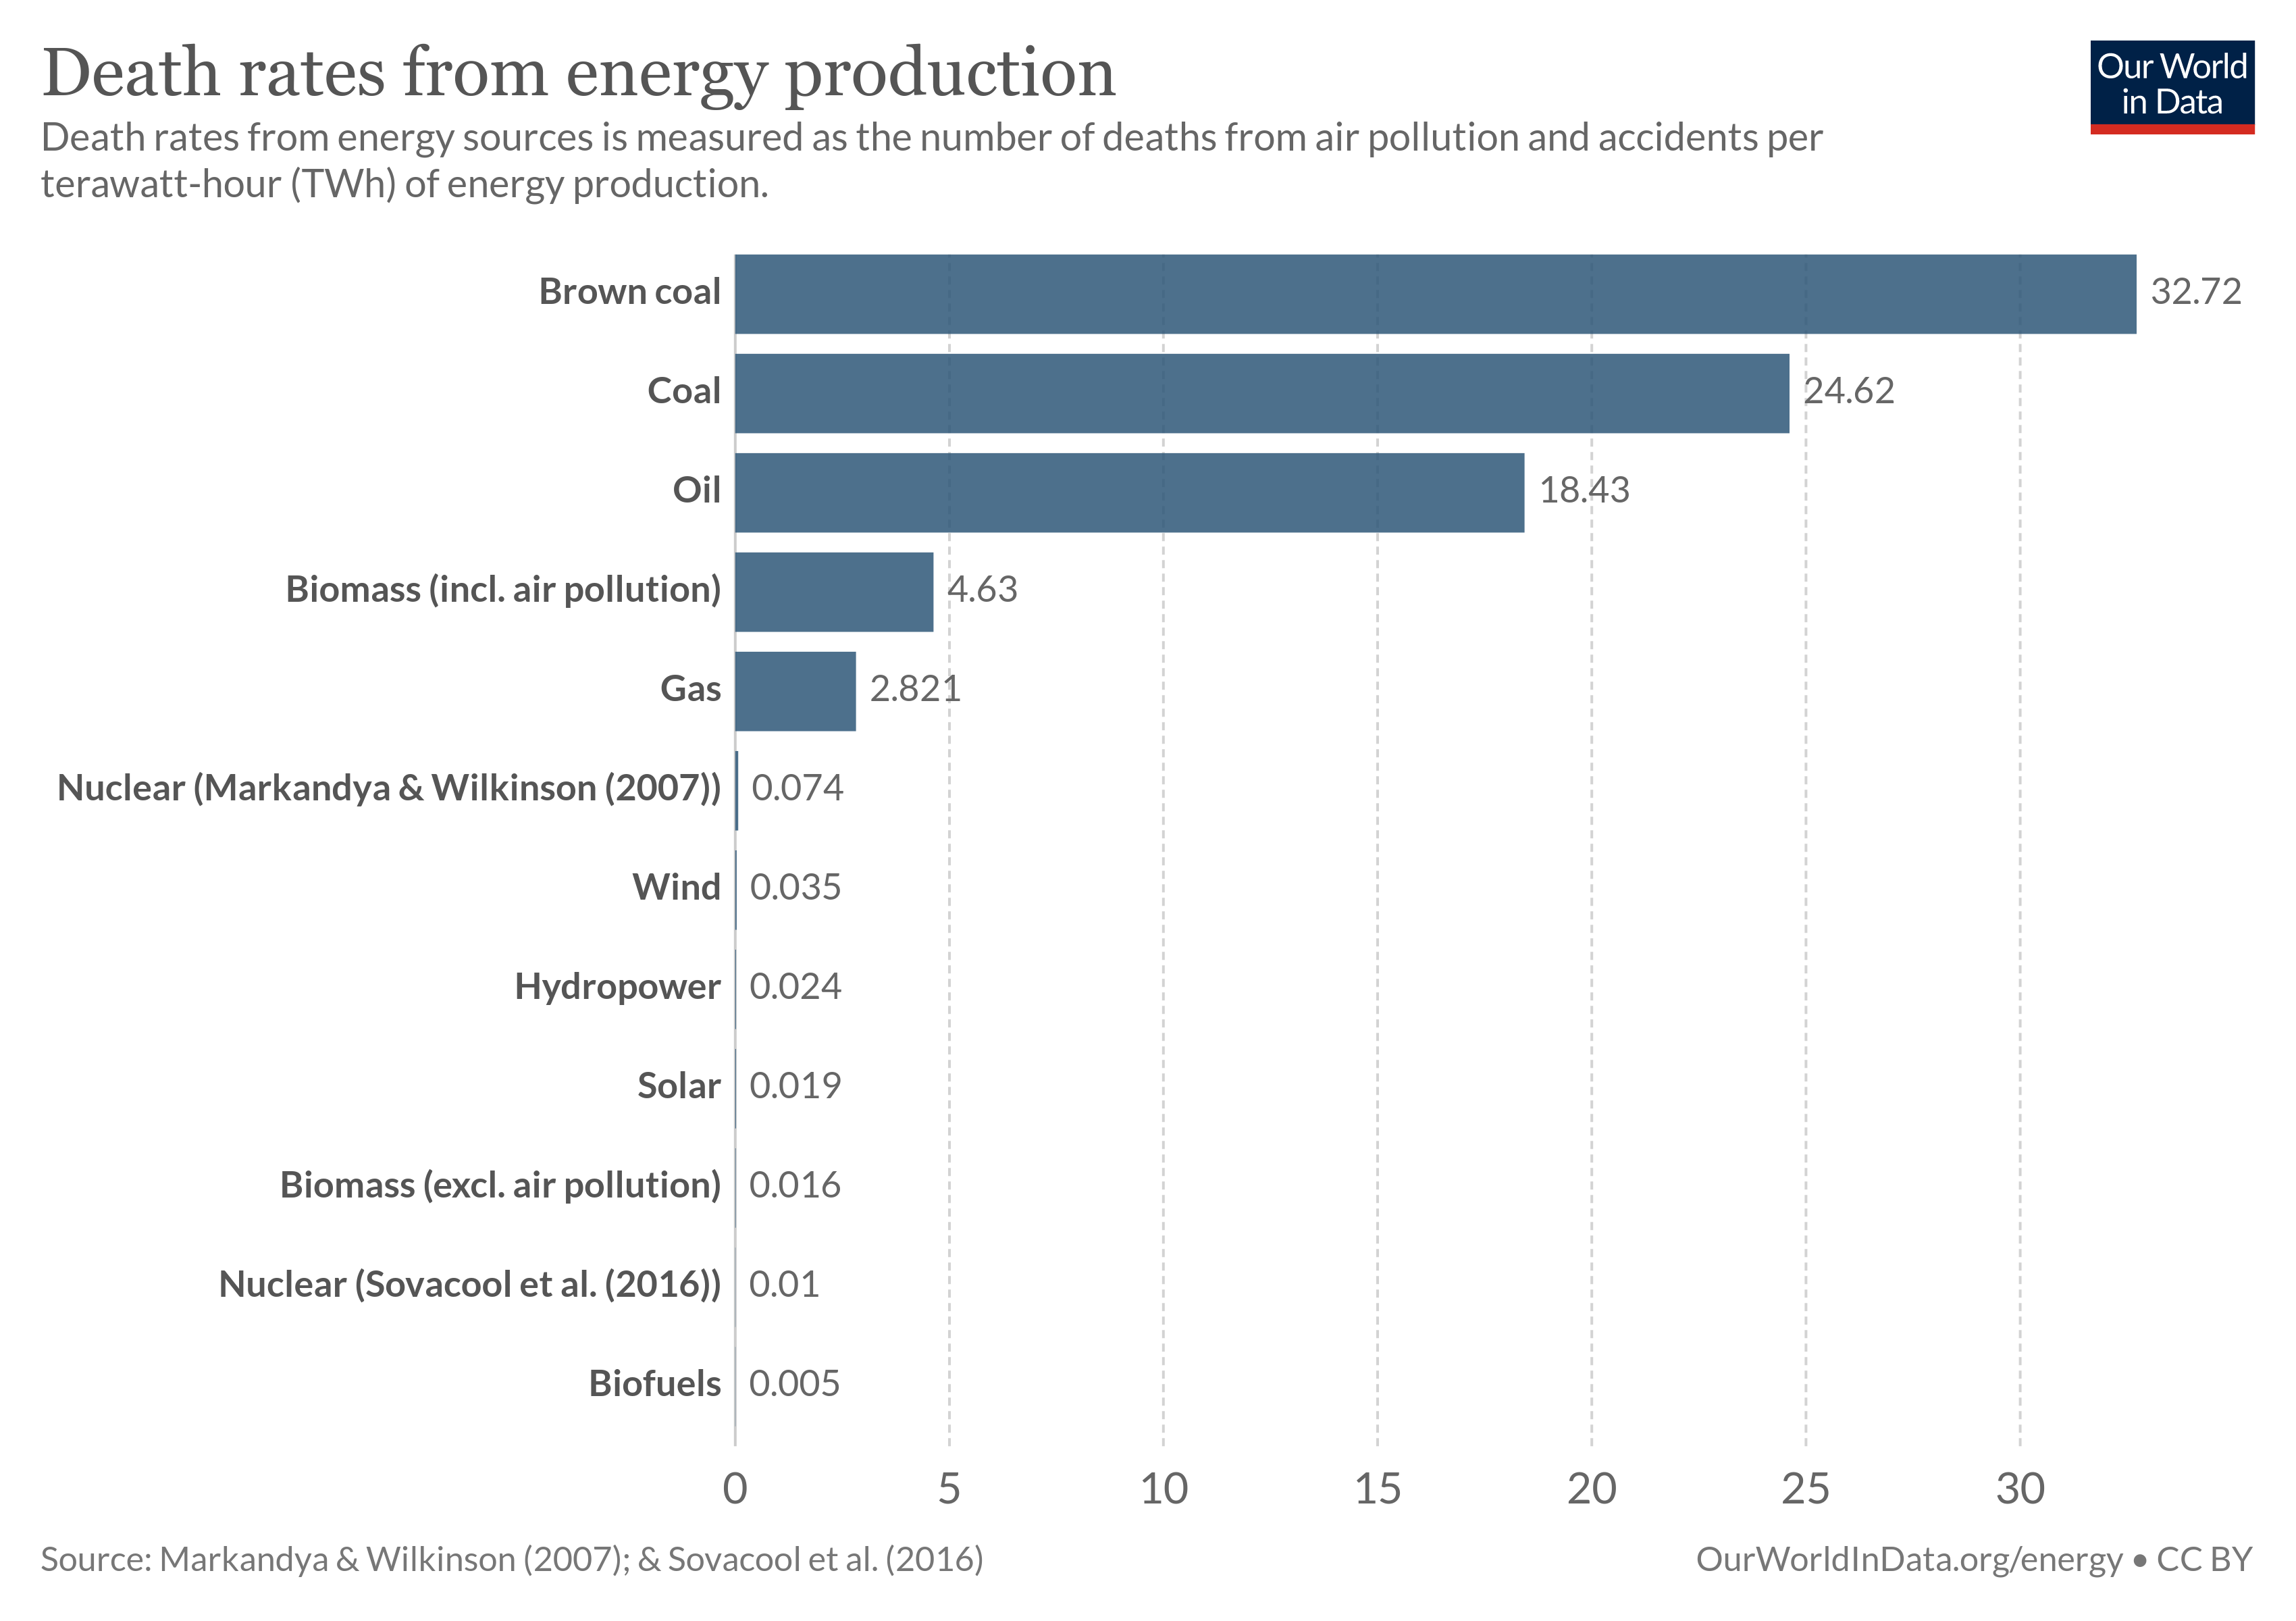 Death rates from energy production
Our World
in Data
Death rates from energy sources is measured as the number of deaths from air pollution and accidents per
terawatt-hour (TWh) of energy production.
Brown coal 32.72
Coal 24.62
Oil 18.43
Biomass (incl. air pollution) 4.63
Gas 2.821
Nuclear (Markandya & Wilkinson (2007)) 0.074
Wind 0.035
Hydropower 0.024
Solar 0.019
Biomass (excl. air pollution) 0.016
Nuclear (Sovacool et al. (2016)) 0.01
Biofuels 0.005
0 5 10 15 20 25 30
Source: Markandya & Wilkinson (2007); & Sovacool et al. (2016)
OurWorldInData.org/energy • CC BY